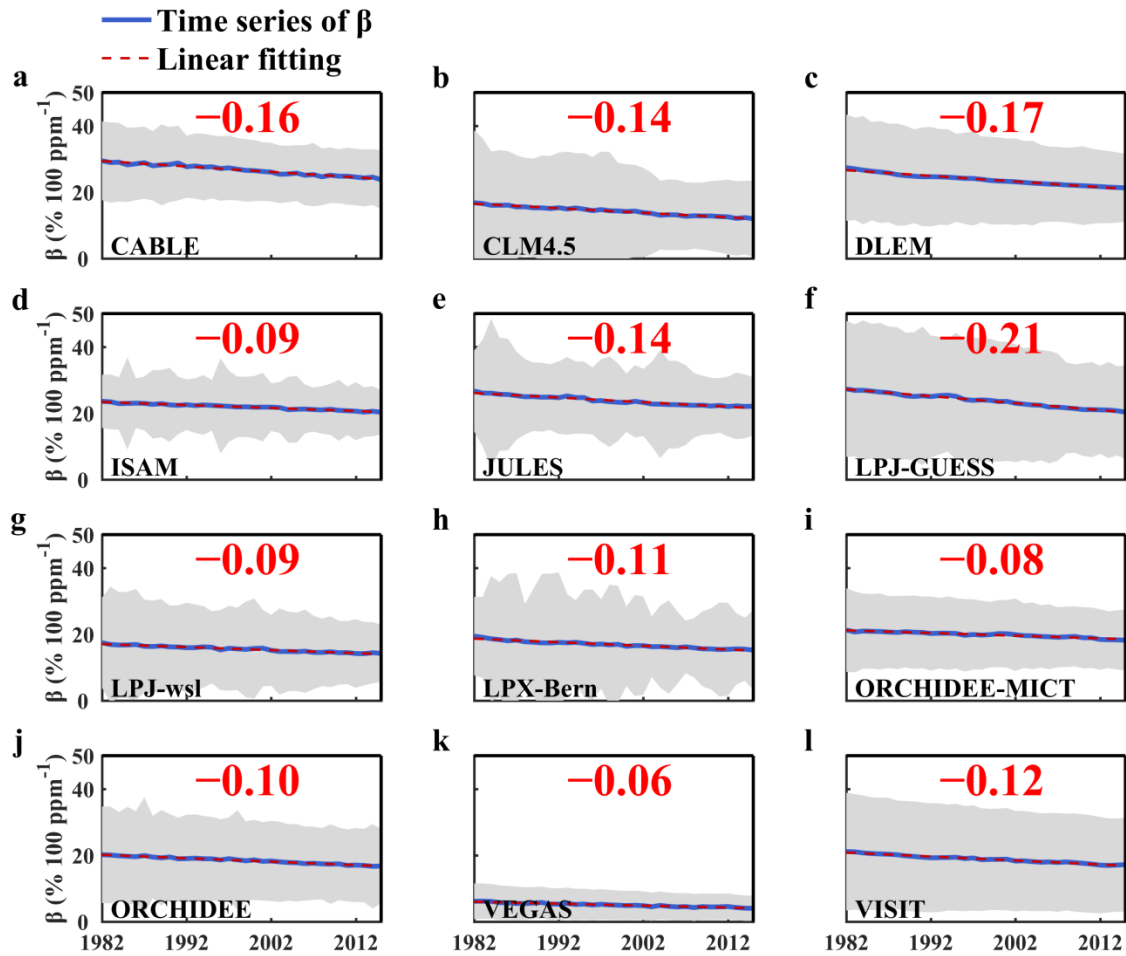 Time series of β
Linear fitting
a
b
c
50
40
20
0
β (% 100 ppm⁻¹)
−0.16
CABLE
−0.14
CLM4.5
−0.17
DLEM
d
e
f
50
40
20
0
β (% 100 ppm⁻¹)
−0.09
ISAM
−0.14
JULES
−0.21
LPJ-GUESS
g
h
i
50
40
20
0
β (% 100 ppm⁻¹)
−0.09
LPJ-wsl
−0.11
LPX-Bern
−0.08
ORCHIDEE-MICT
j
k
l
50
40
20
0
β (% 100 ppm⁻¹)
−0.10
ORCHIDEE
−0.06
VEGAS
−0.12
VISIT
1982 1992 2002 2012
1982 1992 2002 2012
1982 1992 2002 2012